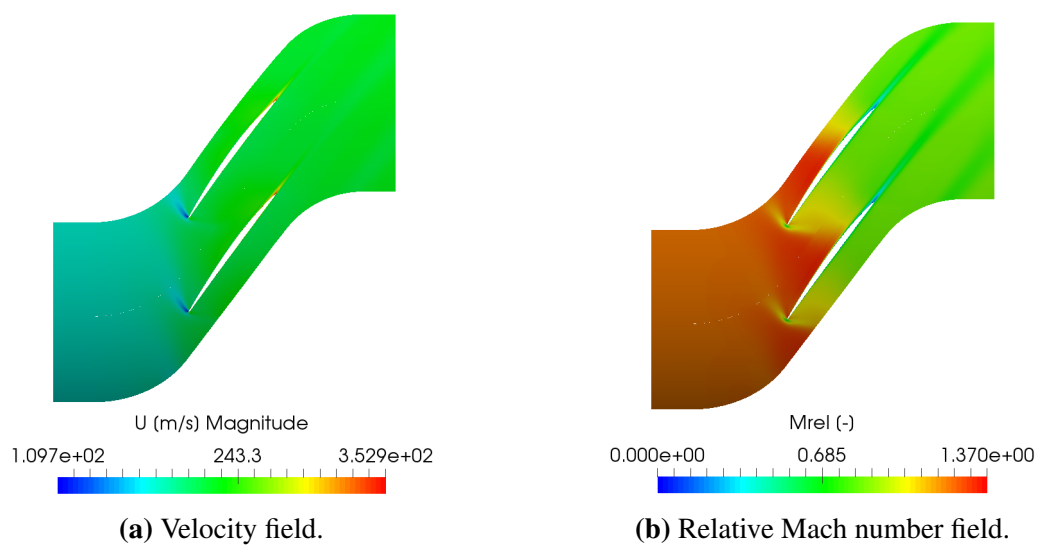 U (m/s) Magnitude
1.097e+02 243.3 3.529e+02
(a) Velocity field.
Mrel (-)
0.000e+00 0.685 1.370e+00
(b) Relative Mach number field.